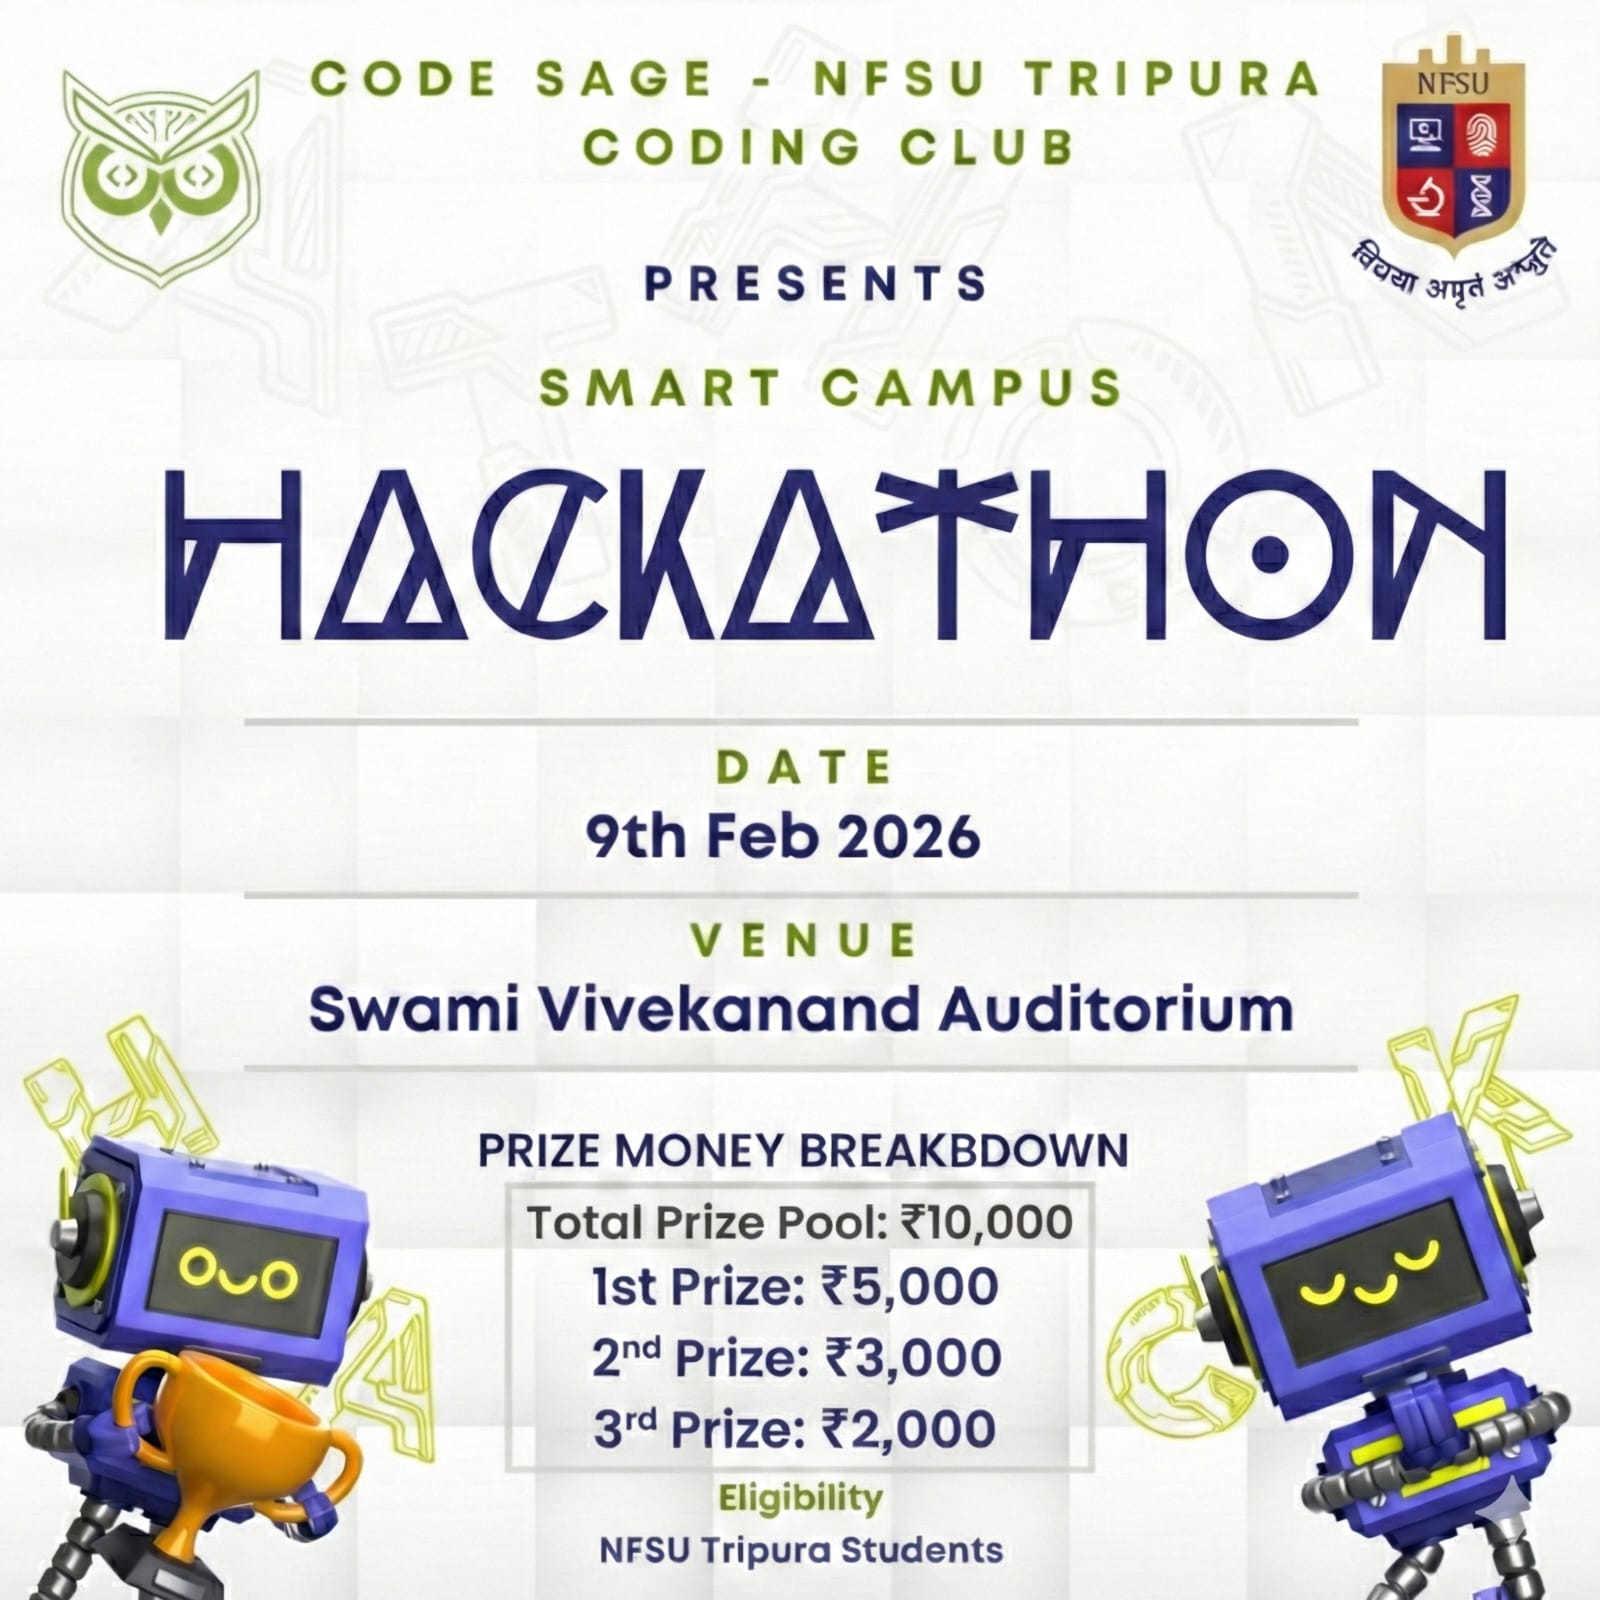 CODE SAGE - NFSU TRIPURA
CODING CLUB
NFSU
विद्यया अमृतं अश्नुते
PRESENTS
SMART CAMPUS
HACKATHON
DATE
9th Feb 2026
VENUE
Swami Vivekanand Auditorium
PRIZE MONEY BREAKBDOWN
Total Prize Pool: ₹10,000
1st Prize: ₹5,000
2nd Prize: ₹3,000
3rd Prize: ₹2,000
Eligibility
NFSU Tripura Students
H
A
C
K